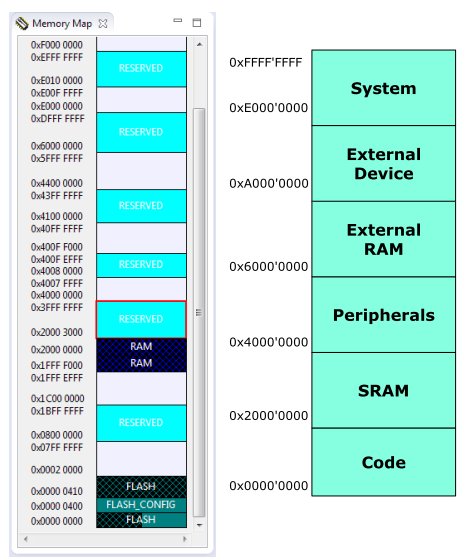 Memory Map
0xF000 0000
0xEFFF FFFF
RESERVED
0xE010 0000
0xE00F FFFF
0xE000 0000
0xDFFF FFFF
RESERVED
0x6000 0000
0x5FFF FFFF
0x4400 0000
0x43FF FFFF
RESERVED
0x4100 0000
0x40FF FFFF
0x400F F000
0x400F EFFF
RESERVED
0x4008 0000
0x4007 FFFF
0x4000 0000
0x3FFF FFFF
RESERVED
0x2000 3000
RAM
0x2000 0000
RAM
0x1FFF F000
0x1FFF EFFF
0x1C00 0000
0x1BFF FFFF
RESERVED
0x0800 0000
0x07FF FFFF
0x0002 0000
FLASH
0x0000 0410
FLASH_CONFIG
0x0000 0400
FLASH
0x0000 0000
0xFFFF'FFFF
System
0xE000'0000
External
Device
0xA000'0000
External
RAM
0x6000'0000
Peripherals
0x4000'0000
SRAM
0x2000'0000
Code
0x0000'0000